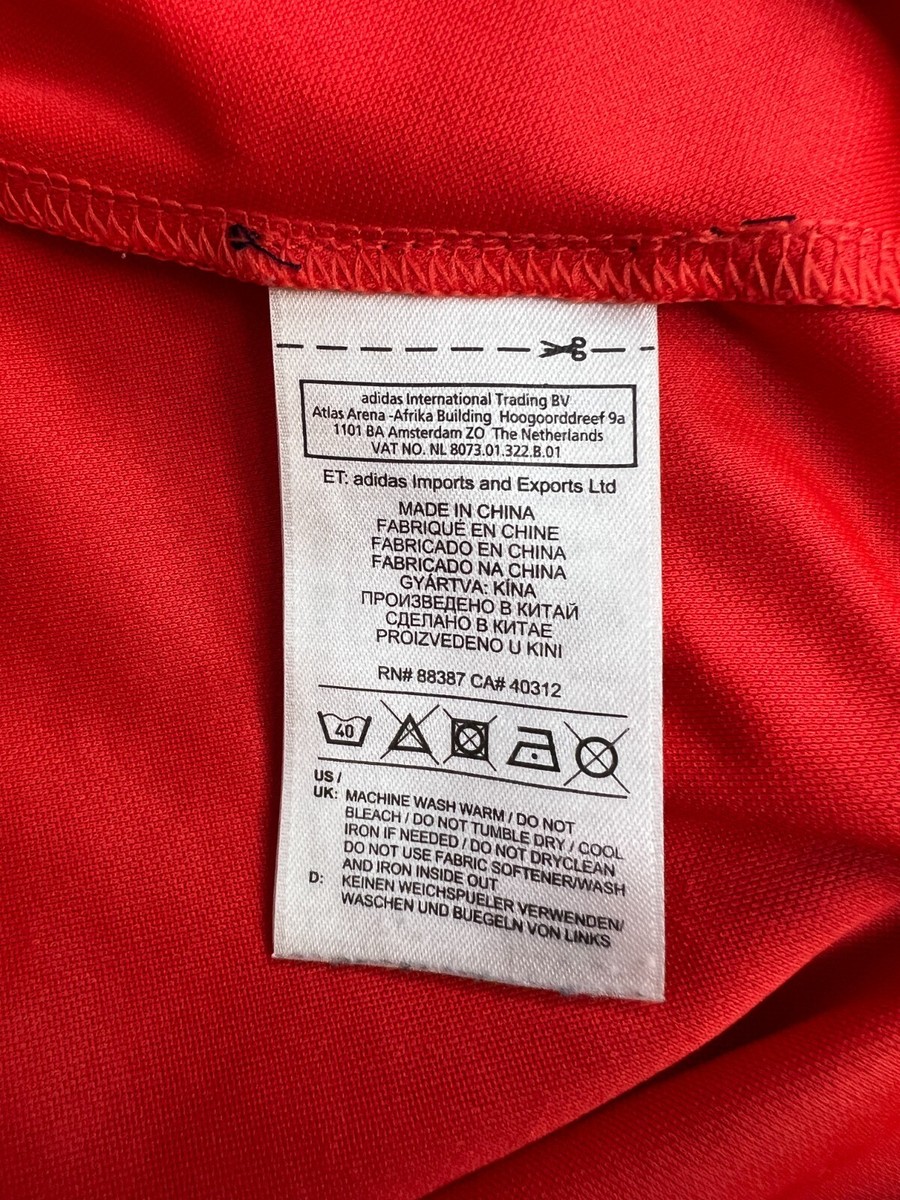 adidas International Trading BV
Atlas Arena -Afrika Building Hoogoorddreef 9a
1101 BA Amsterdam ZO The Netherlands
VAT NO. NL 8073.01.322.B.01
ET: adidas Imports and Exports Ltd
MADE IN CHINA
FABRIQUÉ EN CHINE
FABRICADO EN CHINA
FABRICADO NA CHINA
GYÁRTVA: KÍNA
ПРОИЗВЕДЕНО В КИТАЙ
СДЕЛАНО В КИТАЕ
PROIZVEDENO U KINI
RN# 88387 CA# 40312
40
US /
UK: MACHINE WASH WARM / DO NOT
BLEACH / DO NOT TUMBLE DRY / COOL
IRON IF NEEDED / DO NOT DRYCLEAN
DO NOT USE FABRIC SOFTENER/WASH
AND IRON INSIDE OUT
D: KEINEN WEICHSPUELER VERWENDEN/
WASCHEN UND BUEGELN VON LINKS